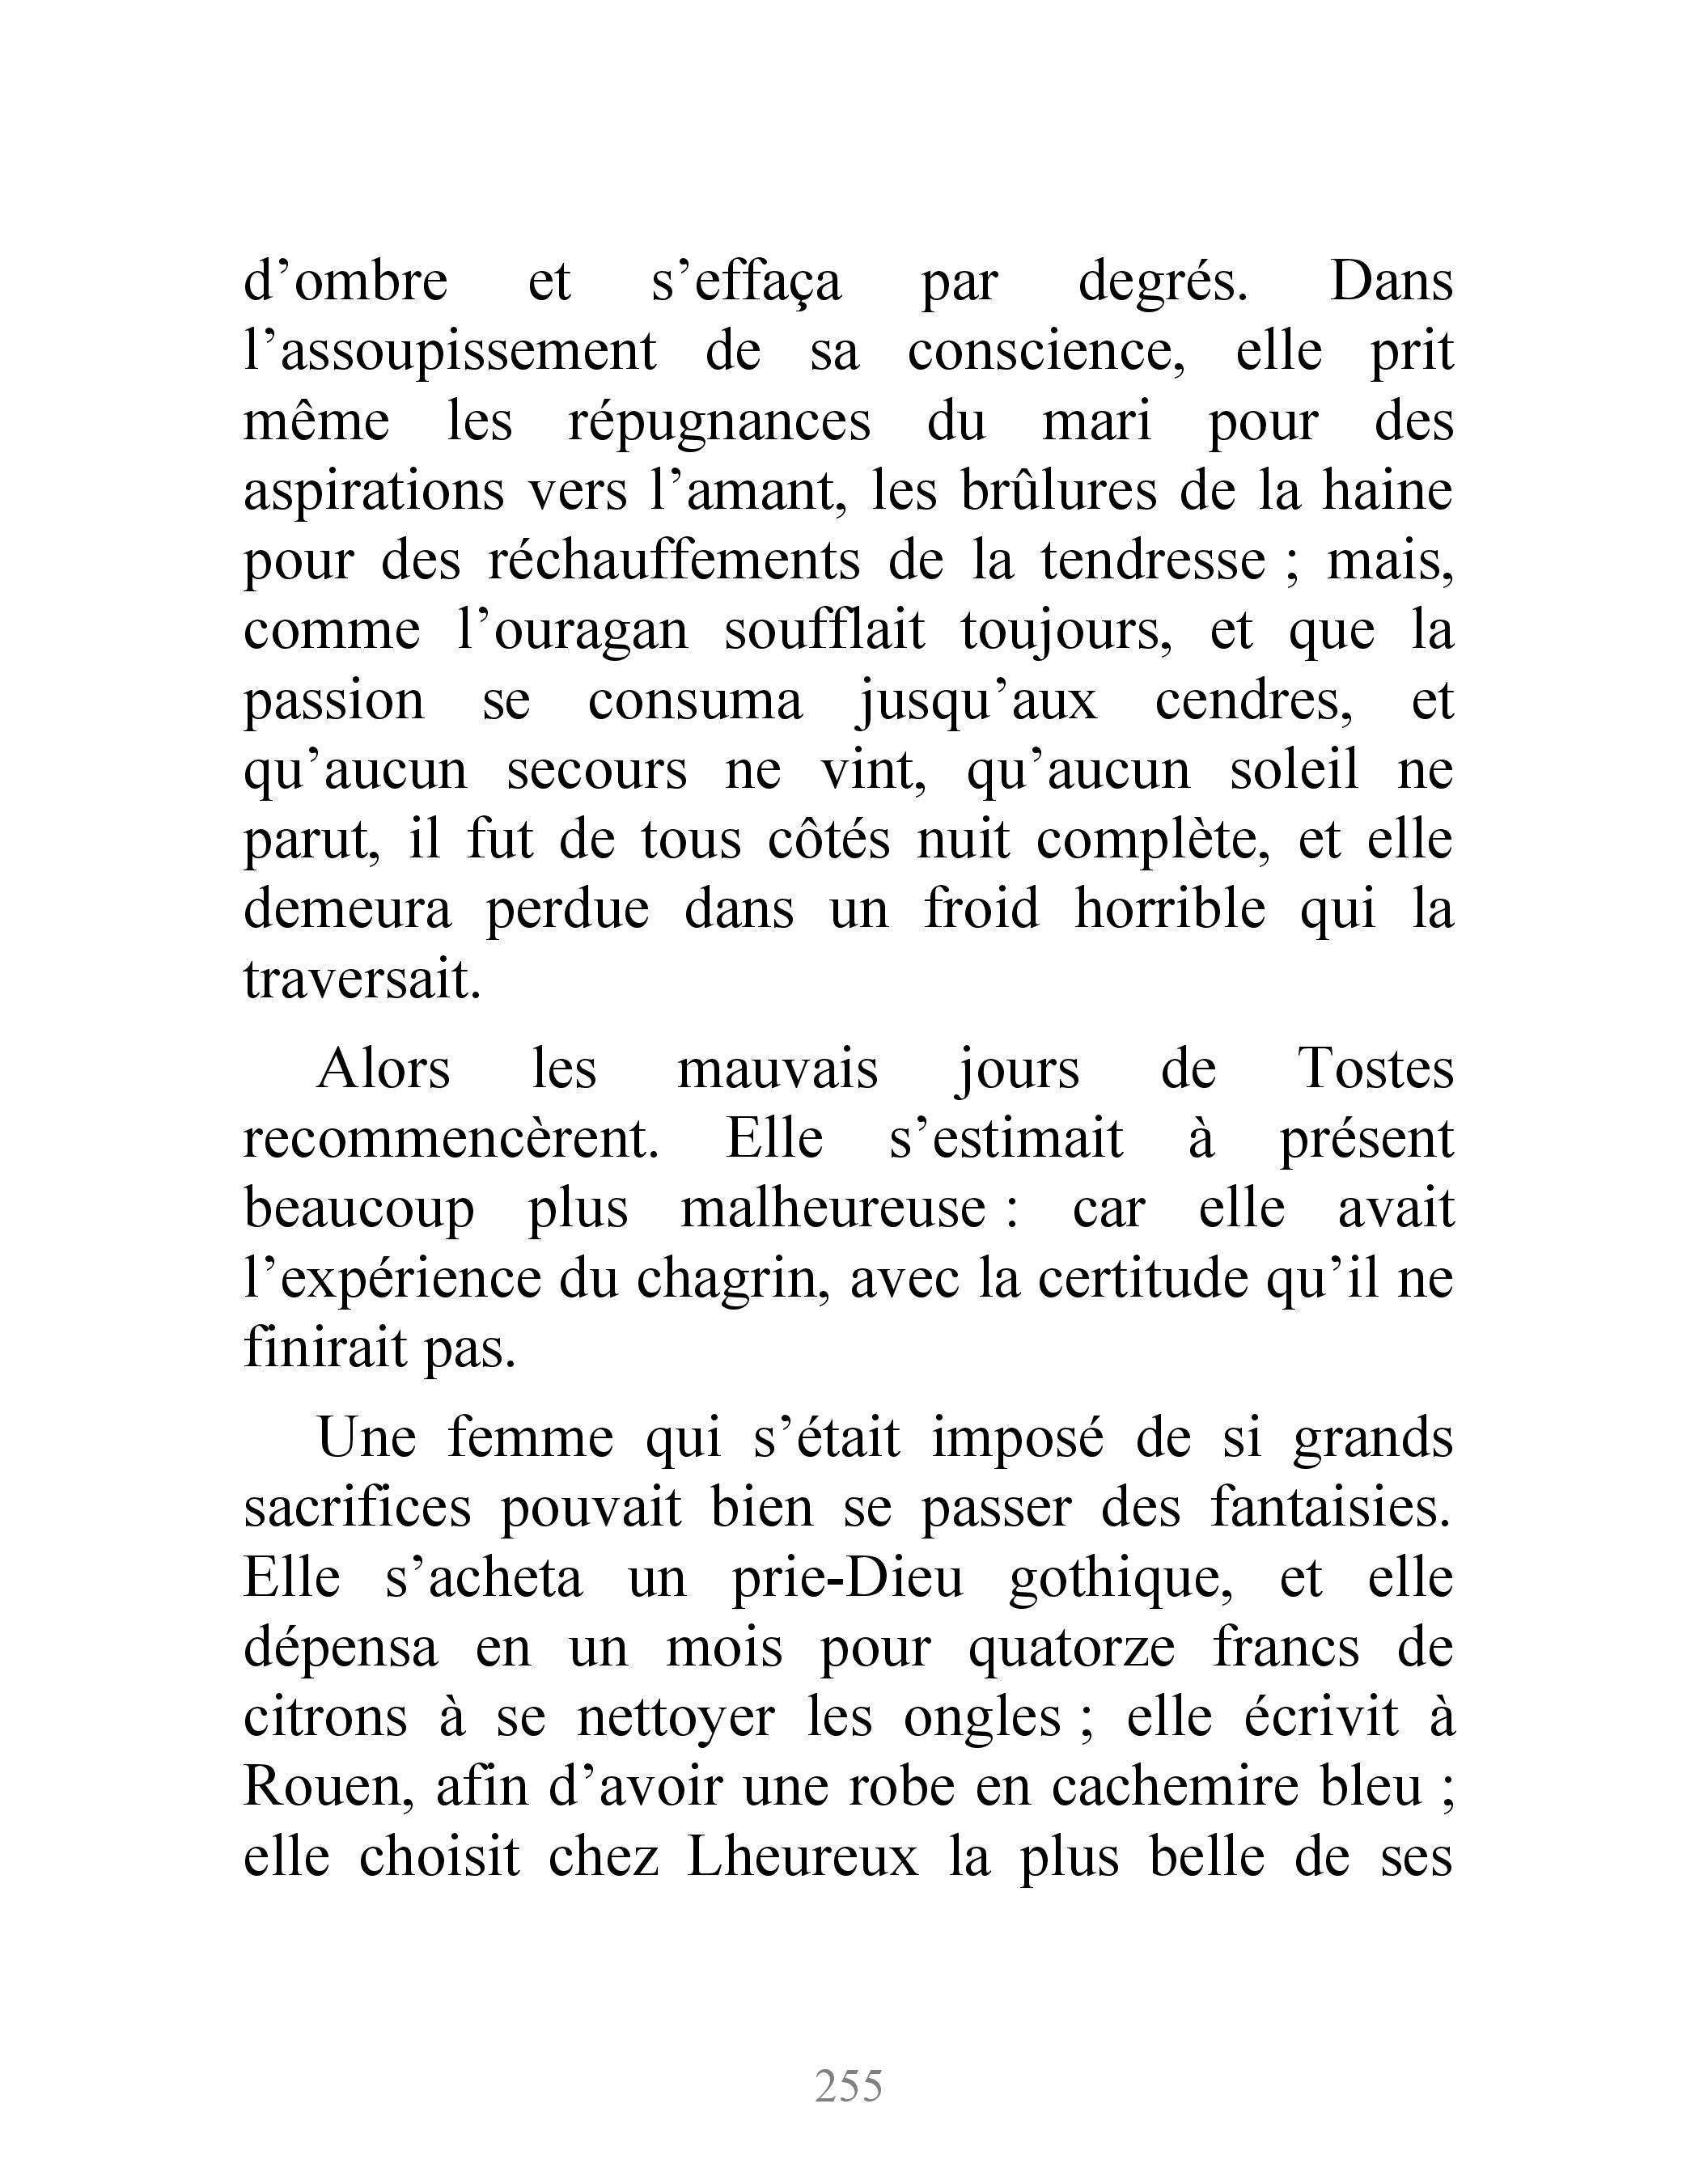 d’ombre et s’effaça par degrés. Dans
l’assoupissement de sa conscience, elle prit
même les répugnances du mari pour des
aspirations vers l’amant, les brûlures de la haine
pour des réchauffements de la tendresse ; mais,
comme l’ouragan soufflait toujours, et que la
passion se consuma jusqu’aux cendres, et
qu’aucun secours ne vint, qu’aucun soleil ne
parut, il fut de tous côtés nuit complète, et elle
demeura perdue dans un froid horrible qui la
traversait.
Alors les mauvais jours de Tostes
recommencèrent. Elle s’estimait à présent
beaucoup plus malheureuse : car elle avait
l’expérience du chagrin, avec la certitude qu’il ne
finirait pas.
Une femme qui s’était imposé de si grands
sacrifices pouvait bien se passer des fantaisies.
Elle s’acheta un prie-Dieu gothique, et elle
dépensa en un mois pour quatorze francs de
citrons à se nettoyer les ongles ; elle écrivit à
Rouen, afin d’avoir une robe en cachemire bleu ;
elle choisit chez Lheureux la plus belle de ses
255